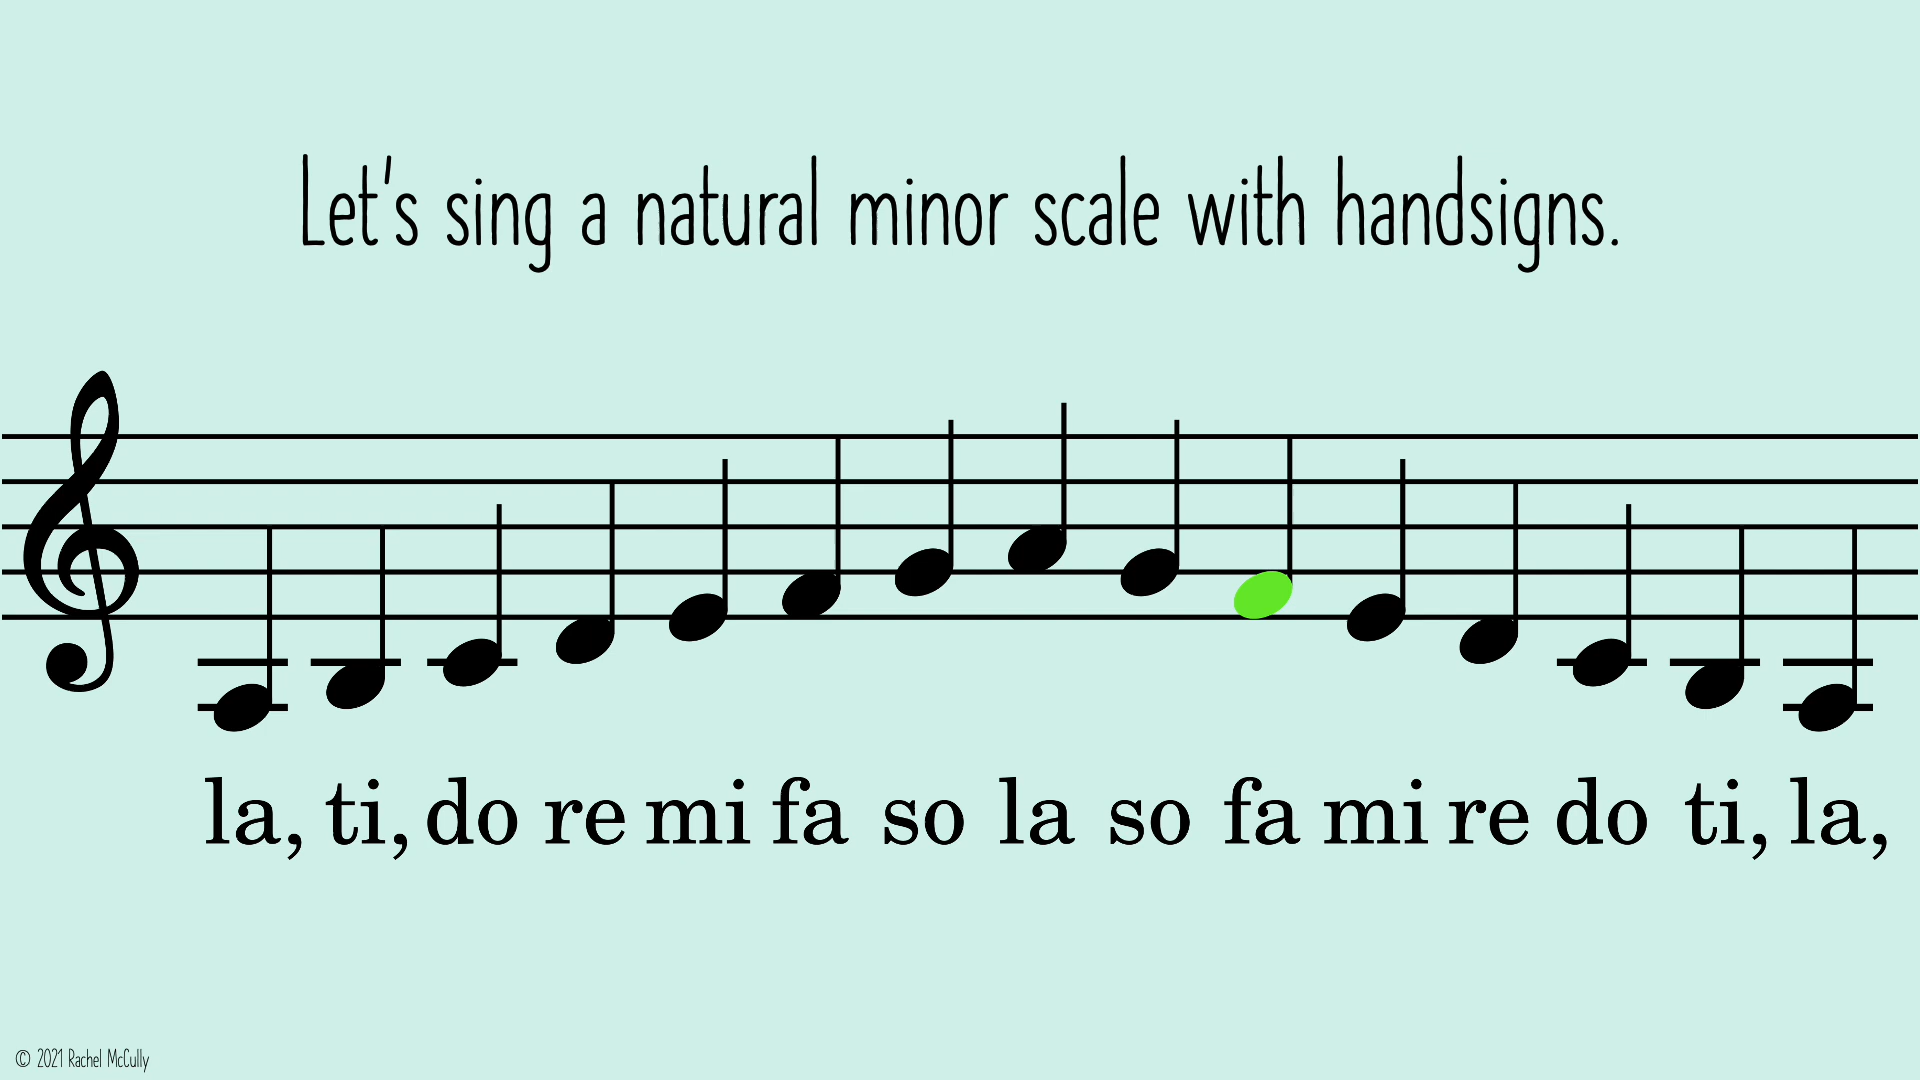 Let's sing a natural minor scale with handsigns.
la, ti, do re mi fa so la so fa mi re do ti, la,
© 2021 Rachel McCully